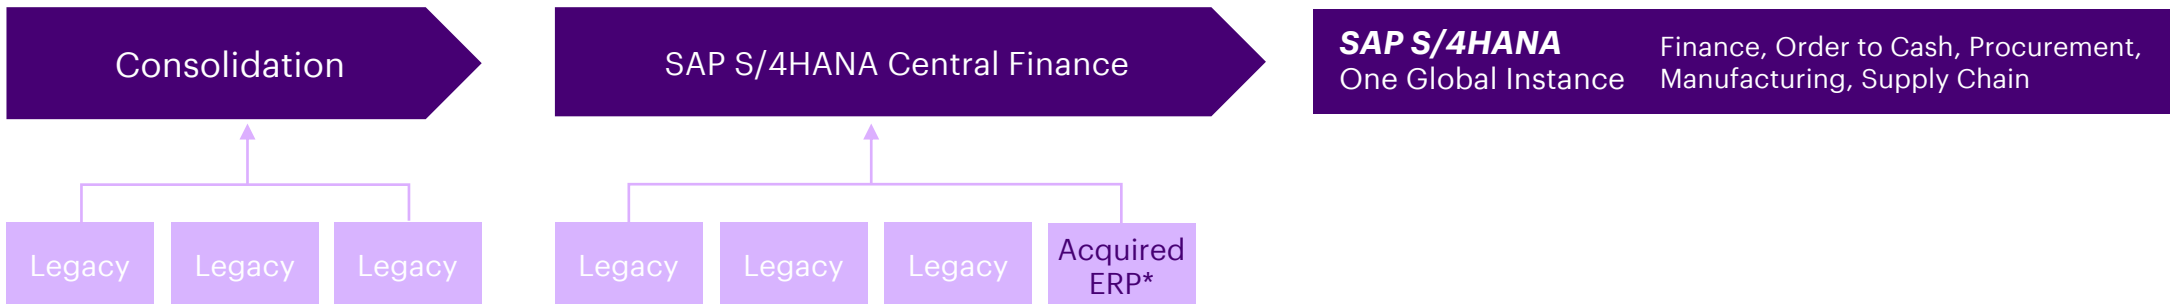 Consolidation
SAP S/4HANA Central Finance
SAP S/4HANA
One Global Instance
Finance, Order to Cash, Procurement,
Manufacturing, Supply Chain
Legacy
Legacy
Legacy
Legacy
Legacy
Legacy
Acquired
ERP*